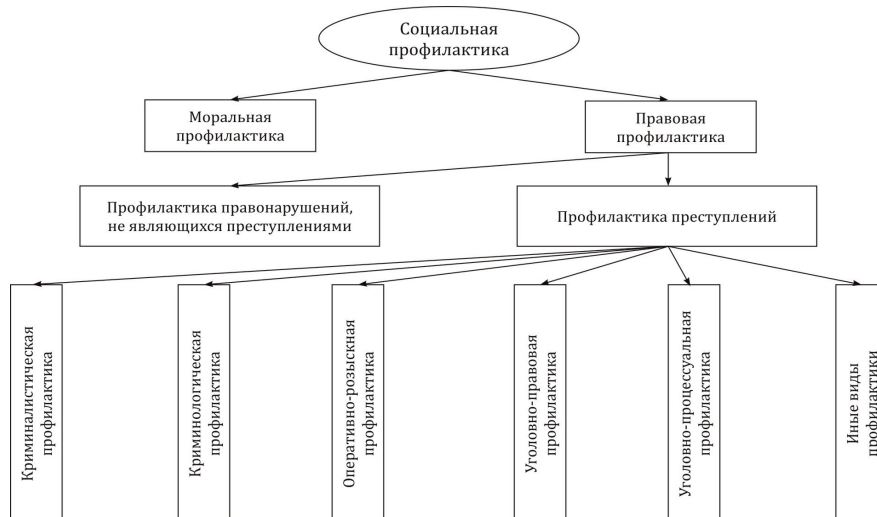 Социальная
профилактика
Моральная
профилактика
Правовая
профилактика
Профилактика правонарушений,
не являющихся преступлениями
Профилактика преступлений
Криминалистическая
профилактика
Криминологическая
профилактика
Оперативно-розыскная
профилактика
Уголовно-правовая
профилактика
Уголовно-процессуальная
профилактика
Иные виды
профилактики